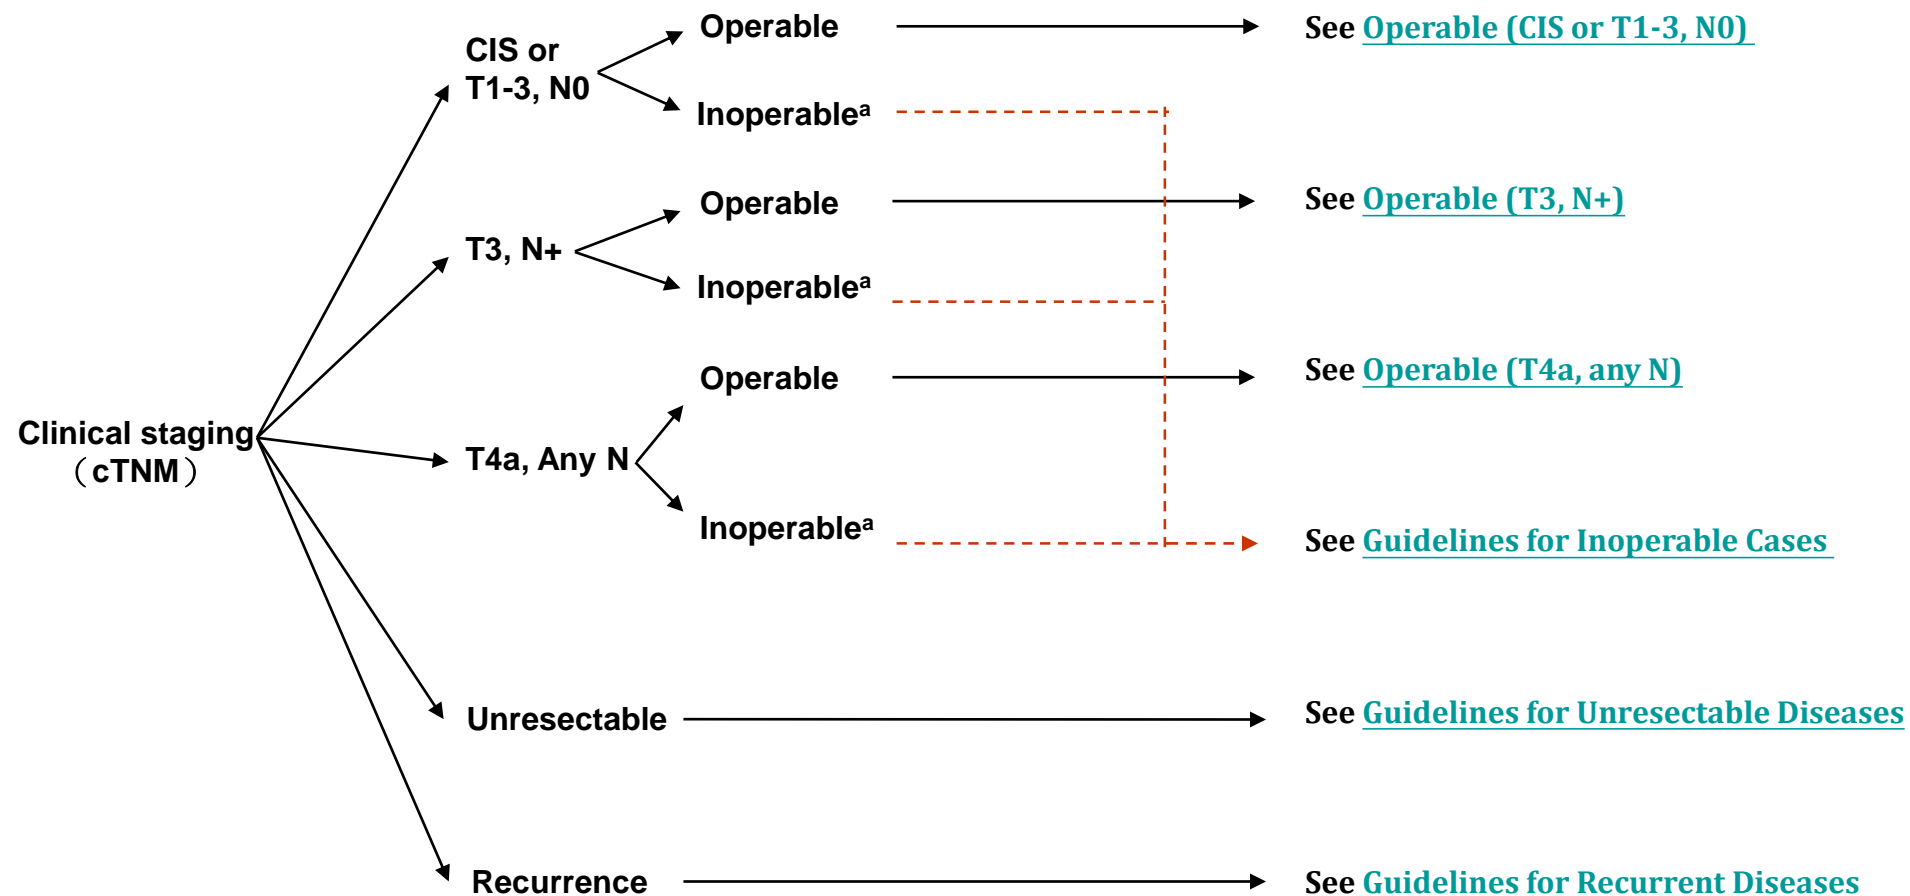 Clinical staging
（cTNM）
CIS or
T1-3, N0
Operable
See Operable (CIS or T1-3, N0)
Inoperableᵃ
T3, N+
Operable
See Operable (T3, N+)
Inoperableᵃ
T4a, Any N
Operable
See Operable (T4a, any N)
Inoperableᵃ
See Guidelines for Inoperable Cases
Unresectable
See Guidelines for Unresectable Diseases
Recurrence
See Guidelines for Recurrent Diseases